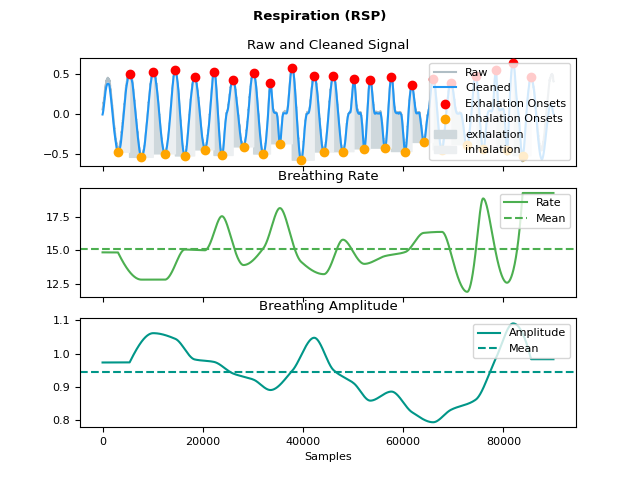 Respiration (RSP)
Raw and Cleaned Signal
0.5
0.0
−0.5
Raw
Cleaned
Exhalation Onsets
Inhalation Onsets
exhalation
inhalation
Breathing Rate
17.5
15.0
12.5
Rate
Mean
Breathing Amplitude
1.1
1.0
0.9
0.8
Amplitude
Mean
0 20000 40000 60000 80000
Samples